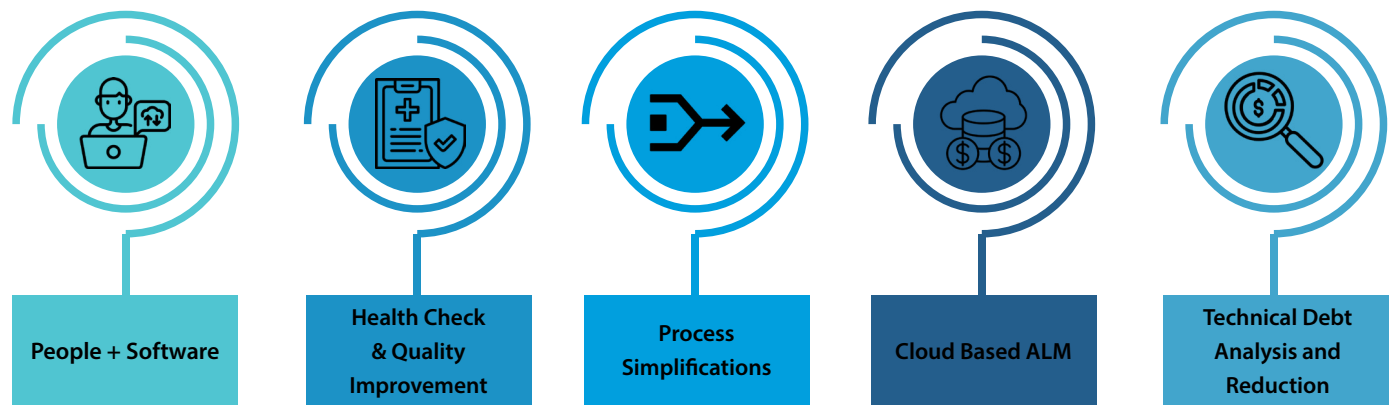 People + Software
Health Check
& Quality
Improvement
Process
Simplifications
Cloud Based ALM
Technical Debt
Analysis and
Reduction
$ $
$